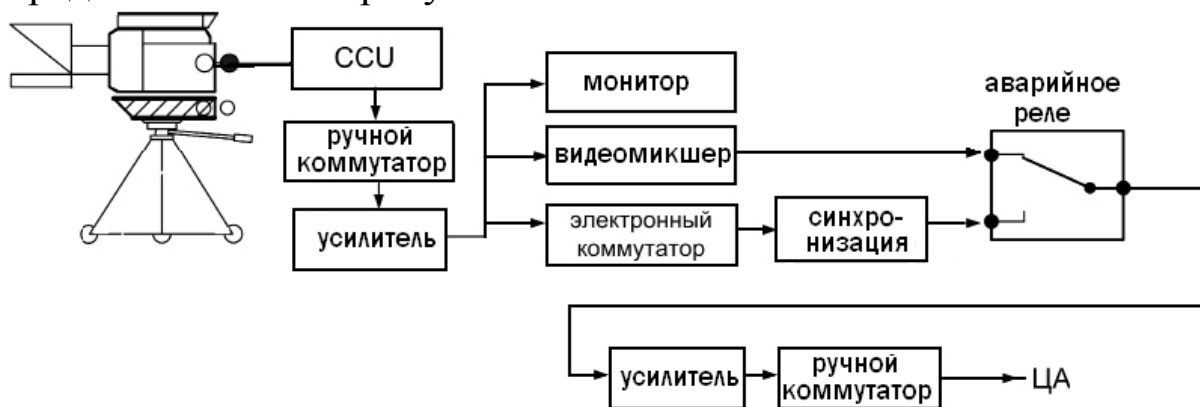 CCU
ручной
коммутатор
усилитель
монитор
видеомикшер
электронный
коммутатор
синхро-
низация
аварийное
реле
усилитель
ручной
коммутатор
ЦА